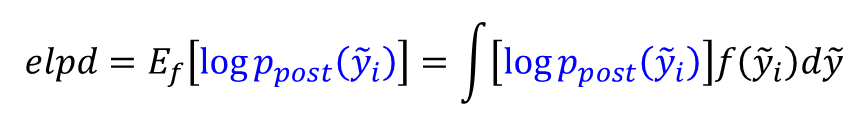 elpd = E_f[log p_post(ỹ_i)] = ∫[log p_post(ỹ_i)]f(ỹ_i)dỹ